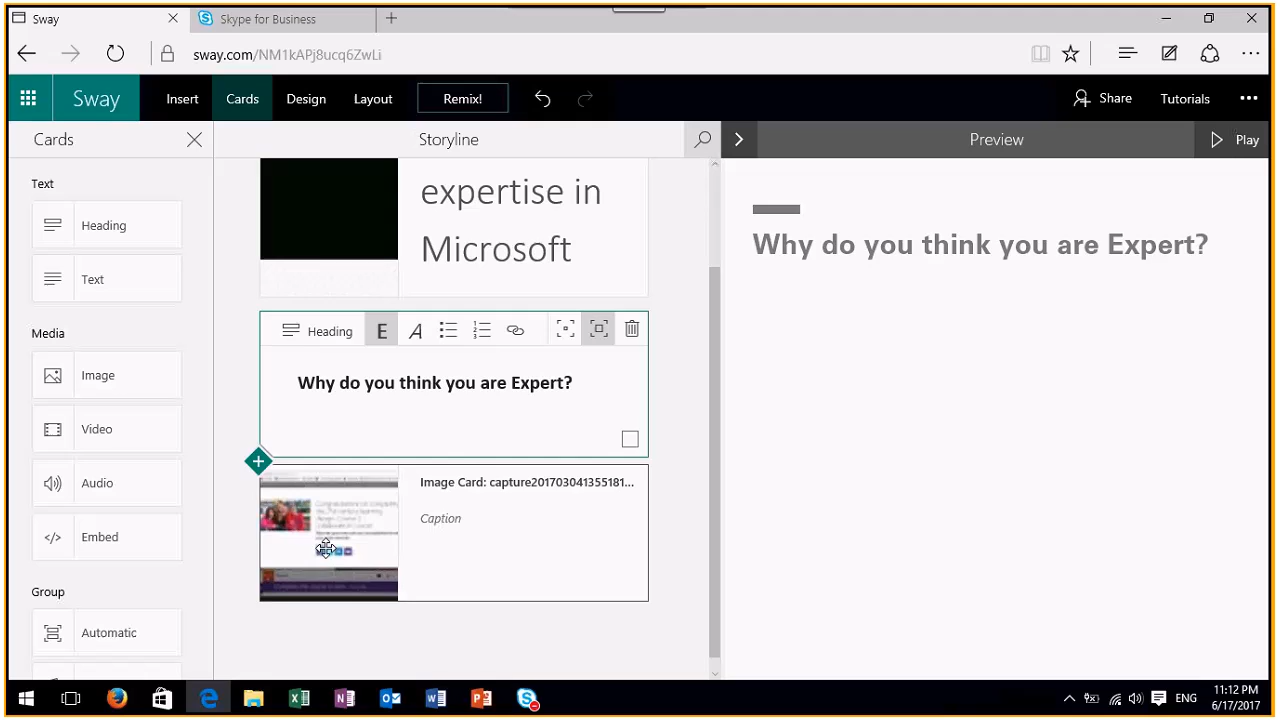 Sway
Skype for Business
sway.com/NM1kAPj8ucq6ZwLi
Sway
Insert
Cards
Design
Layout
Remix!
Share
Tutorials
Cards
Storyline
Preview
Play
Text
Heading
Text
Media
Image
Video
Audio
Embed
Group
Automatic
expertise in
Microsoft
Heading
E
A
Why do you think you are Expert?
Image Card: capture201703041355181...
Caption
Why do you think you are Expert?
ENG
11:12 PM
6/17/2017